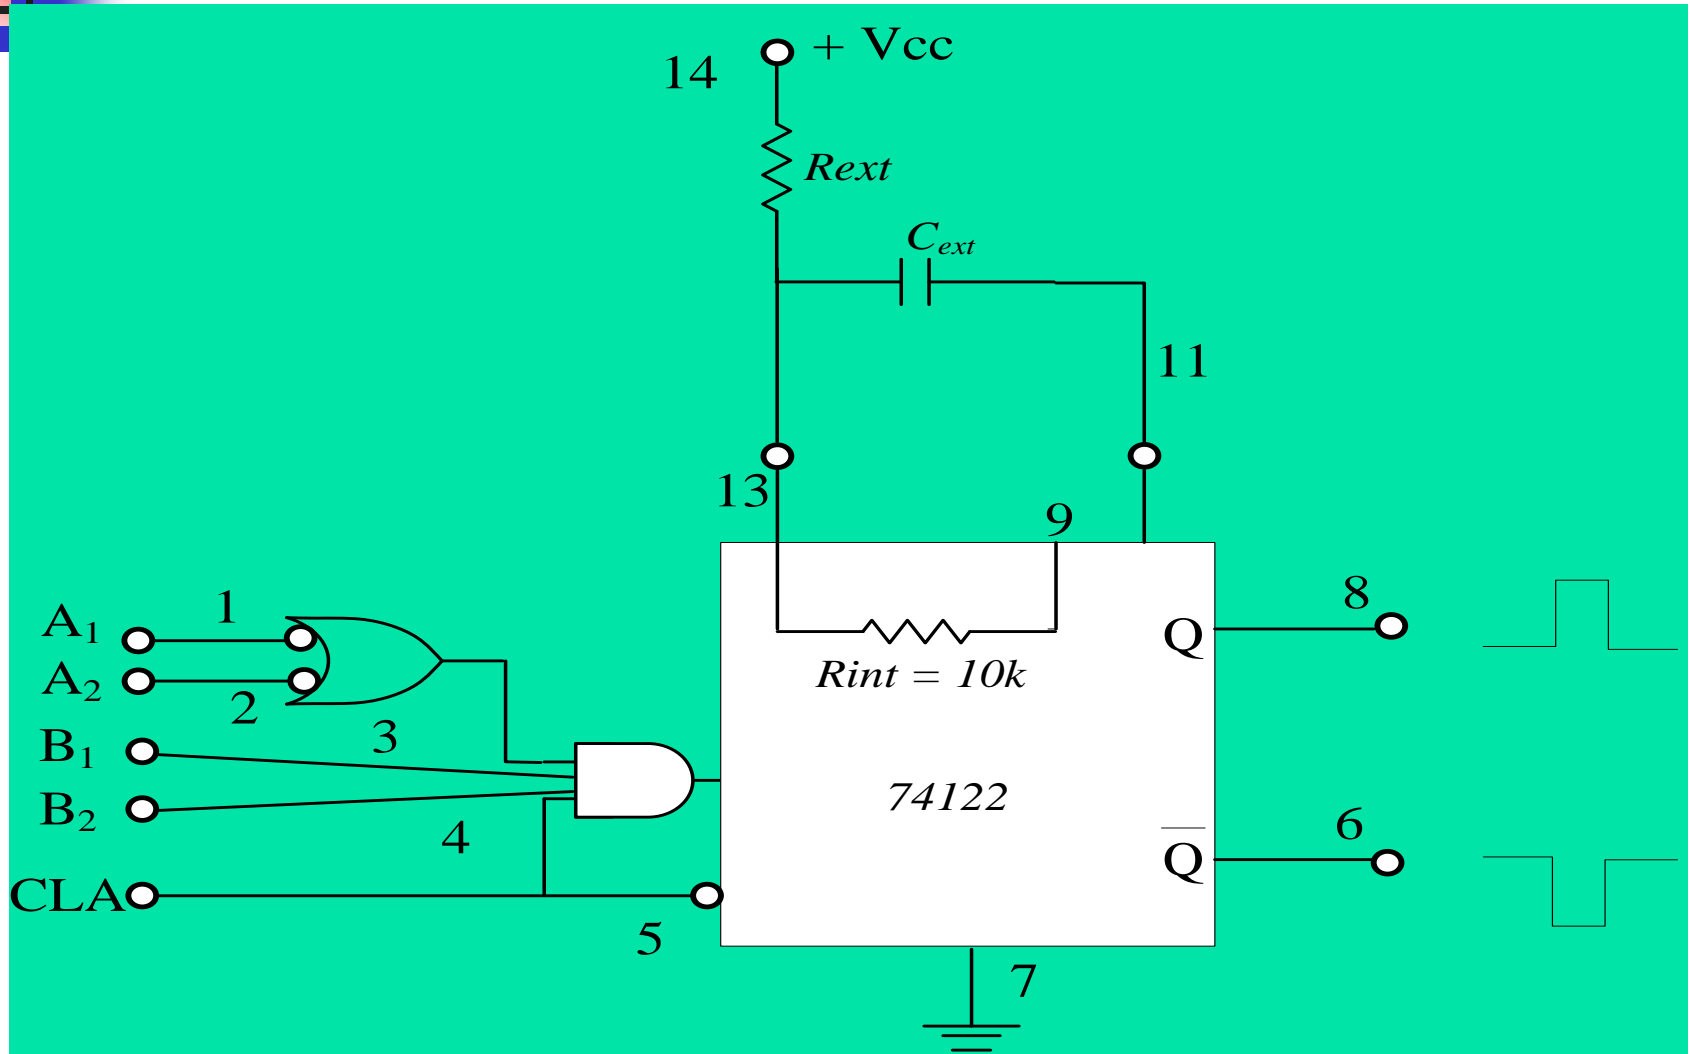 + Vcc
14
Rext
Cext
11
13
9
A1
1
8
Q
A2
2
Rint = 10k
B1
3
74122
B2
4
6
Q̅
CLA
5
7